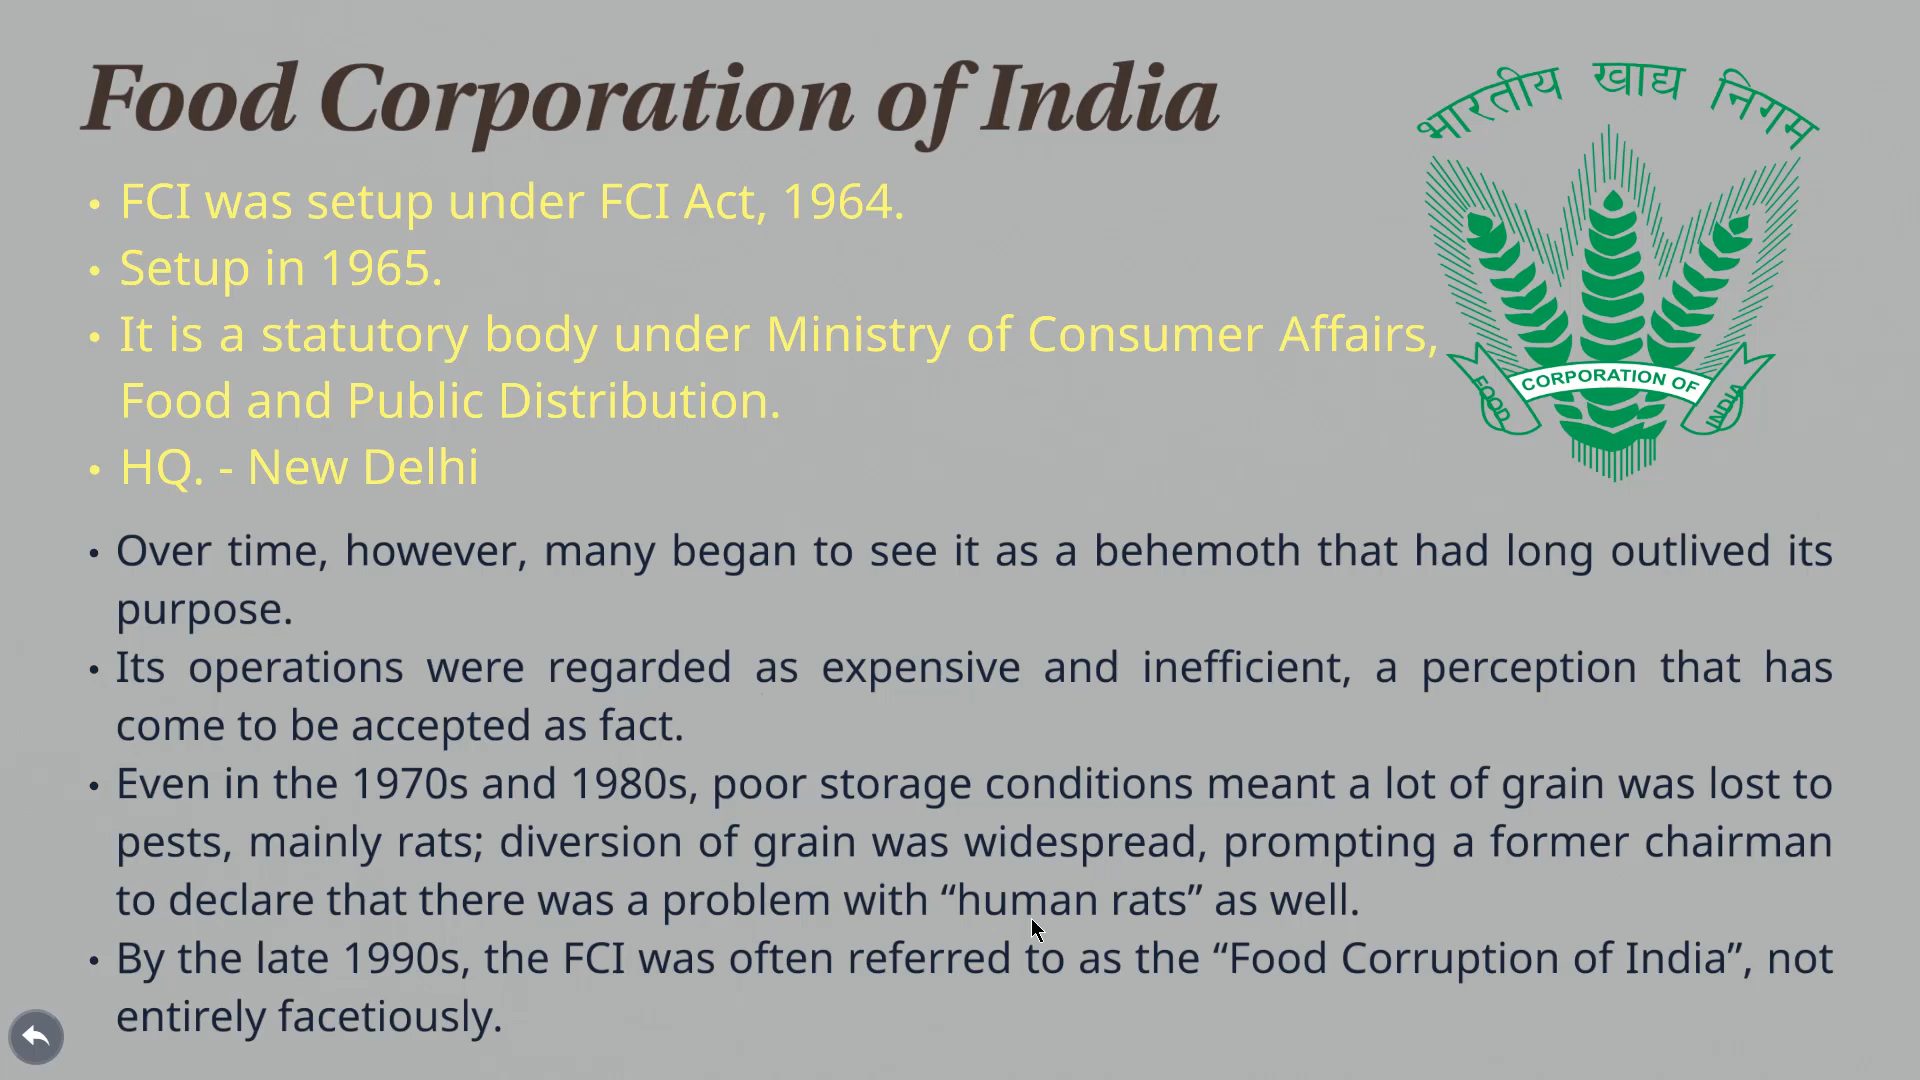 Food Corporation of India
भारतीय खाद्य निगम
• FCI was setup under FCI Act, 1964.
• Setup in 1965.
• It is a statutory body under Ministry of Consumer Affairs,
Food and Public Distribution.
• HQ. - New Delhi
FOOD CORPORATION OF INDIA
• Over time, however, many began to see it as a behemoth that had long outlived its
purpose.
• Its operations were regarded as expensive and inefficient, a perception that has
come to be accepted as fact.
• Even in the 1970s and 1980s, poor storage conditions meant a lot of grain was lost to
pests, mainly rats; diversion of grain was widespread, prompting a former chairman
to declare that there was a problem with “human rats” as well.
• By the late 1990s, the FCI was often referred to as the “Food Corruption of India”, not
entirely facetiously.